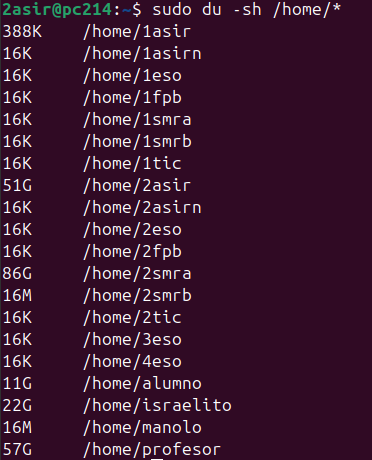 2asir@pc214:~$ sudo du -sh /home/*
388K /home/1asir
16K /home/1asirn
16K /home/1eso
16K /home/1fpb
16K /home/1smra
16K /home/1smrb
16K /home/1tic
51G /home/2asir
16K /home/2asirn
16K /home/2eso
16K /home/2fpb
86G /home/2smra
16M /home/2smrb
16K /home/2tic
16K /home/3eso
16K /home/4eso
11G /home/alumno
22G /home/israelito
16M /home/manolo
57G /home/profesor